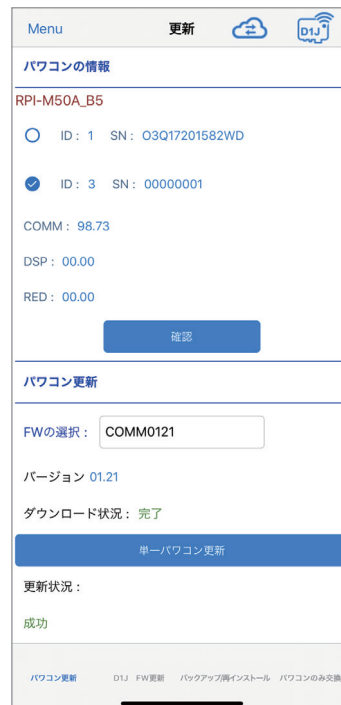 Menu 更新 D1J
パワコンの情報
RPI-M50A_B5
ID: 1 SN: O3Q17201582WD
ID: 3 SN: 00000001
COMM: 98.73
DSP: 00.00
RED: 00.00
確認
パワコン更新
FWの選択: COMM0121
バージョン 01.21
ダウンロード状況: 完了
単一パワコン更新
更新状況:
成功
パワコン更新 D1J FW更新 バックアップ/再インストール パワコンのみ交換